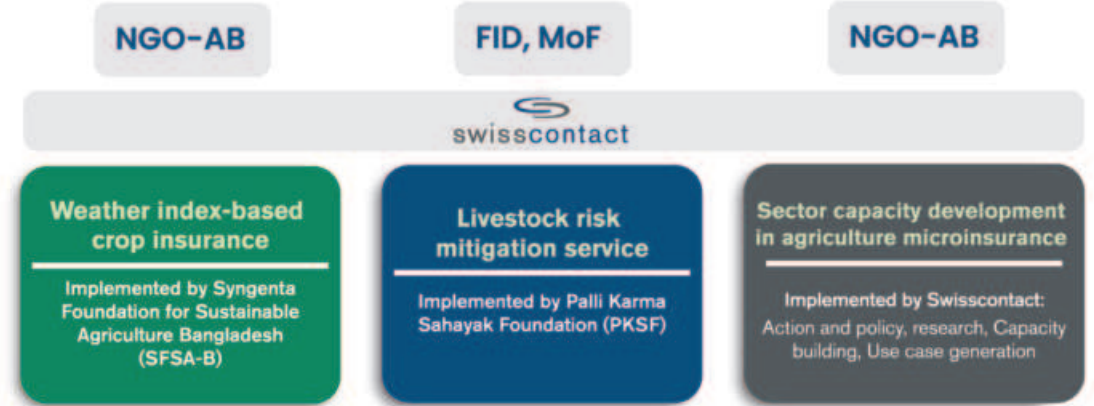 NGO-AB
FID, MoF
NGO-AB
swisscontact
Weather index-based
crop insurance
Implemented by Syngenta
Foundation for Sustainable
Agriculture Bangladesh
(SFSA-B)
Livestock risk
mitigation service
Implemented by Palli Karma
Sahayak Foundation (PKSF)
Sector capacity development
in agriculture microinsurance
Implemented by Swisscontact:
Action and policy, research, Capacity
building, Use case generation